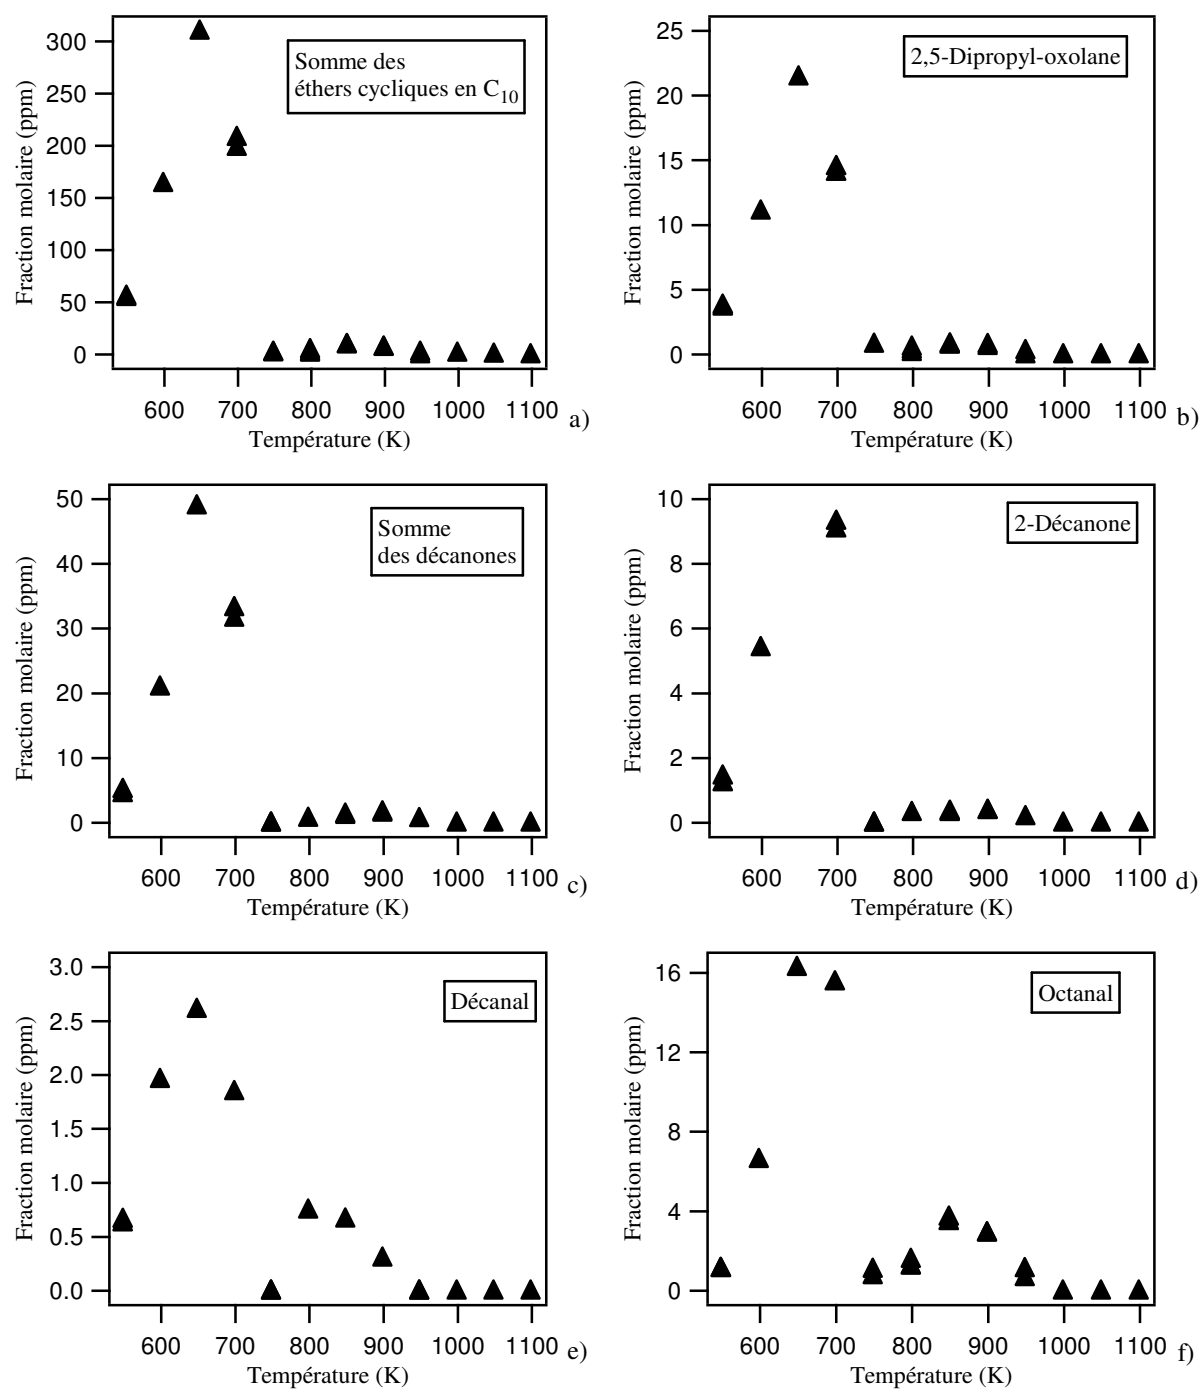 300
250
200
150
100
50
0
Fraction molaire (ppm)
Somme des
éthers cycliques en C10
600 700 800 900 1000 1100
Température (K)
a)
25
20
15
10
5
0
Fraction molaire (ppm)
2,5-Dipropyl-oxolane
600 700 800 900 1000 1100
Température (K)
b)
50
40
30
20
10
0
Fraction molaire (ppm)
Somme
des décanones
600 700 800 900 1000 1100
Température (K)
c)
10
8
6
4
2
0
Fraction molaire (ppm)
2-Décanone
600 700 800 900 1000 1100
Température (K)
d)
3.0
2.5
2.0
1.5
1.0
0.5
0.0
Fraction molaire (ppm)
Décanal
600 700 800 900 1000 1100
Température (K)
e)
16
12
8
4
0
Fraction molaire (ppm)
Octanal
600 700 800 900 1000 1100
Température (K)
f)